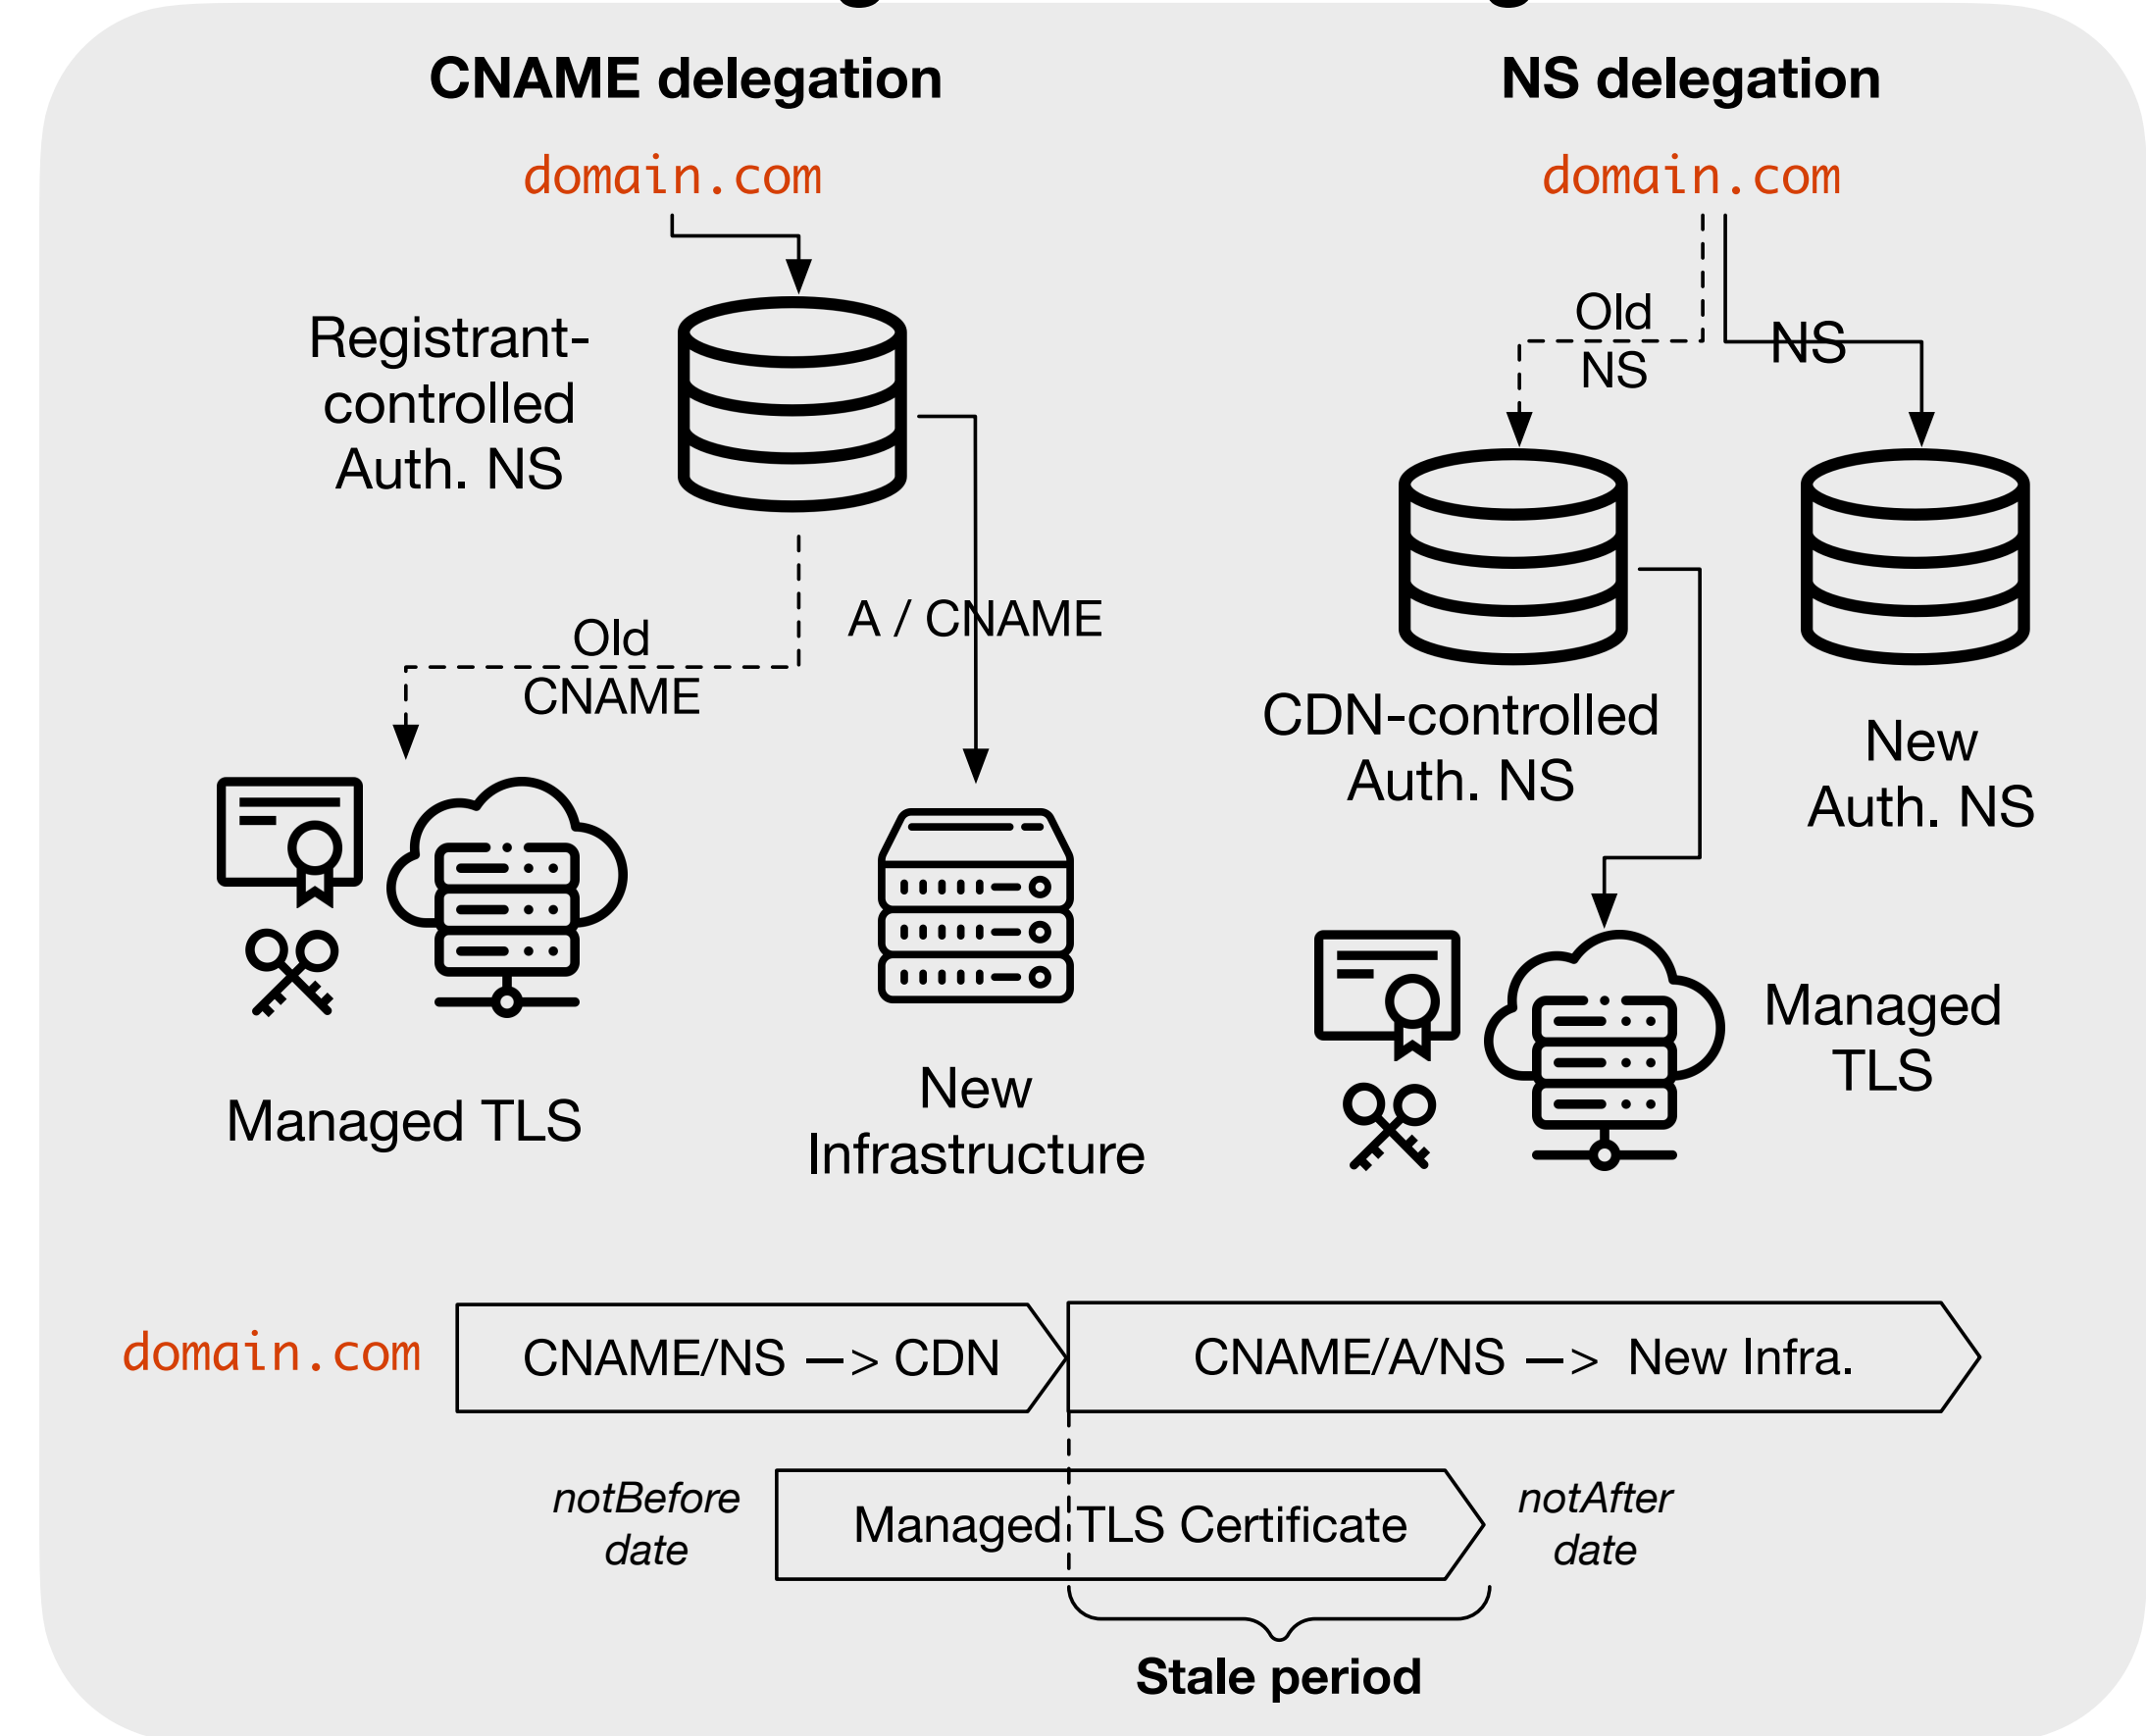 CNAME delegation
domain.com
Registrant-
controlled
Auth. NS
Old
CNAME
A / CNAME
Managed TLS
New
Infrastructure
NS delegation
domain.com
Old
NS
NS
CDN-controlled
Auth. NS
New
Auth. NS
Managed
TLS
domain.com
CNAME/NS —> CDN
CNAME/A/NS —> New Infra.
notBefore
date
Managed TLS Certificate
notAfter
date
Stale period